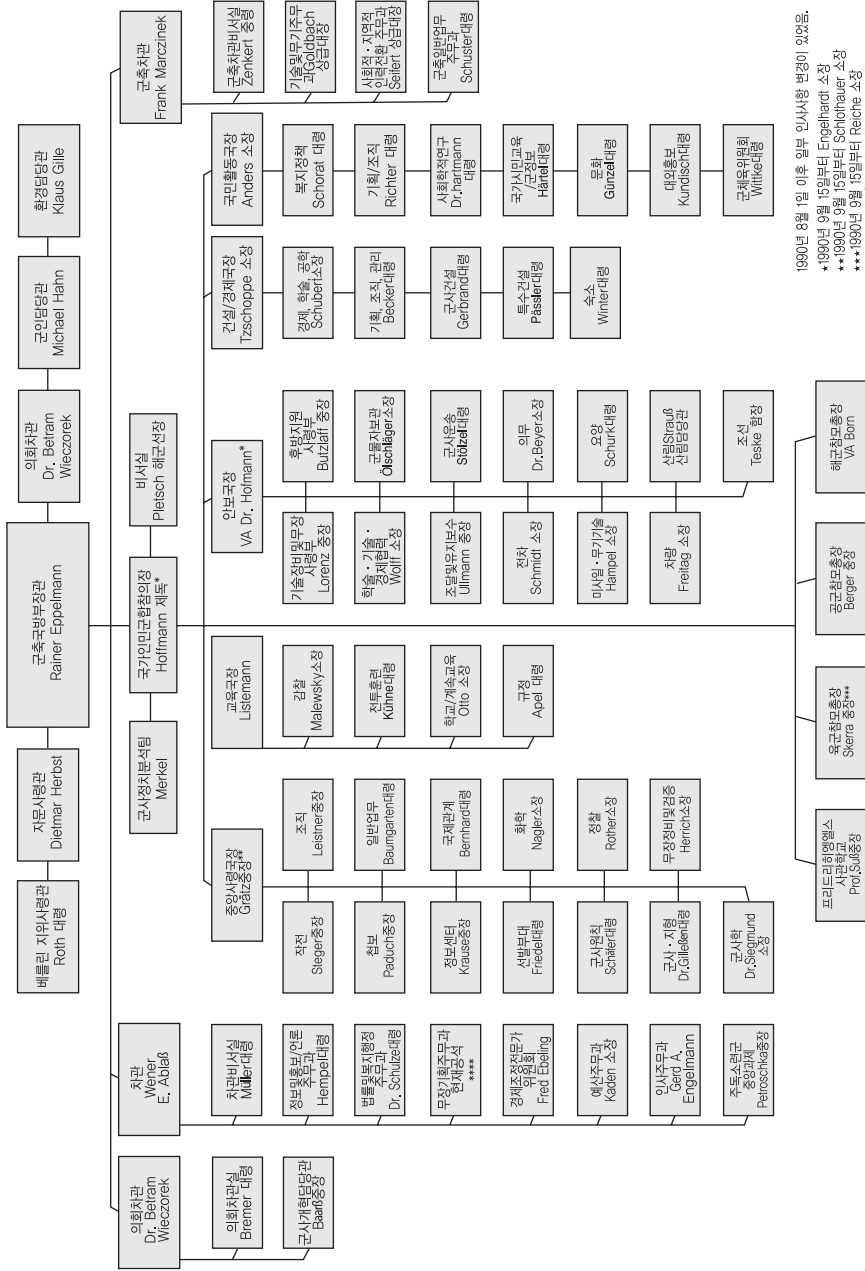 베를린 지위사령관
Roth 대령
자문사령관
Dietmar Herbst
군축국방부장관
Rainer Eppelmann
의회차관
Dr. Betram
Wieczorek
군인담당관
Michael Hahn
환경담당관
Klaus Gille
군사정치분석팀
Merkel
국가인민군합참의장
Hoffmann 제독*
비서실
Pletsch 해군선장
의회차관
Dr. Betram
Wieczorek
의회차관실
Bremer 대령
군사개혁담당관
Baarß중장
차관
Wener
E. Ablaß
차관비서실
Müller대령
정보및홍보/언론
주무과
Hempel대령
법률및복지행정
주무과
Dr. Schulze대령
무장기획주무과
현재공석
****
경제조정전문가
위원회
Fred Ebeling
예산주무과
Kaden 소장
인사주무과
Gerd A.
Engelmann
주독소련군
중앙과제
Petroschka중장
중앙사령국장
Grätz중장**
작전
Steger중장
조직
Leistner중장
첩보
Paduch중장
일반업무
Baumgarten대령
정보센터
Krause중장
국제관계
Bernhard대령
선발부대
Friedel대령
화학
Nagler소장
군사원칙
Schäfer대령
정찰
Rother소장
군사·지형
Dr.Gilleßen대령
무장정비및검증
Herrich소장
군사학
Dr.Siegmund
소장
교육국장
Listemann
감찰
Malewsky소장
전투훈련
Kühne대령
학교/계속교육
Otto 소장
규정
Apel 대령
안보국장
VA Dr. Hofmann*
기술장비및무장
사령부
Lorenz 중장
후방지원
사령부
Butzlaff 중장
학술·기술·
경제협력
Wolff 소장
군물자보관
Ölschläger소장
조달및유지보수
Ullmann 중장
군사운송
Stölzel대령
전차
Schmidt 소장
의무
Dr.Beyer소장
미사일·무기기술
Hampel 소장
요양
Schurk대령
차량
Freitag 소장
산림Strauß
산림담당관
조선
Teske 함장
건설/경제국장
Tzschoppe 소장
경제, 학술, 공학
Schubert소장
기획, 조직, 관리
Becker대령
군사건설
Gerbrand대령
특수건설
Pässler대령
숙소
Winter대령
국민활동국장
Anders 소장
복지정책
Schorat 대령
기획/조직
Richter 대령
사회학적연구
Dr.hartmann
대령
국가시민교육
/군정보
Härtel대령
문화
Günzel대령
대외홍보
Kundisch대령
군체육위원회
Wittke대령
군축차관
Frank Marczinek
군축차관비서실
Zenkert 중령
기술및무기주무
과Goldbach
상급대장
사회적·지역적
인력전환 주무과
Seifert 상급대장
군축일반업무
주무과
Schuster대령
프리드리히엥엘스
사관학교
Prof.Süß중장
육군참모총장
Skerra 중장***
공군참모총장
Berger 중장
해군참모총장
VA Born
1990년 8월 1일 이후 일부 인사사항 변경이 있었음.
*1990년 9월 15일부터 Engelhardt 소장
**1990년 9월 15일부터 Schlothauer 소장
***1990년 9월 15일부터 Reiche 소장